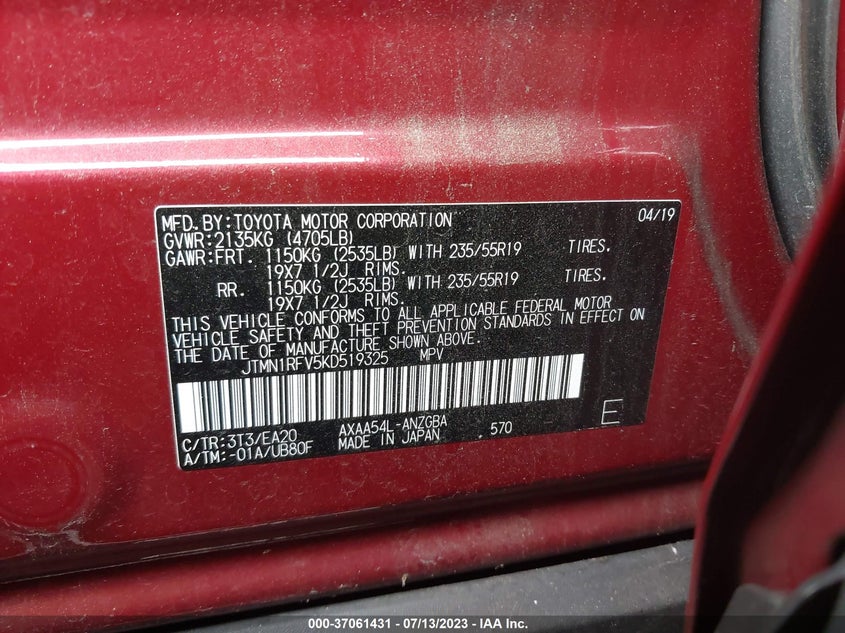 MFD.BY:TOYOTA MOTOR CORPORATION 04/19
GVWR:2135KG (4705LB)
GAWR:FRT. 1150KG (2535LB) WITH 235/55R19 TIRES.
19X7 1/2J RIMS.
RR. 1150KG (2535LB) WITH 235/55R19 TIRES.
19X7 1/2J RIMS.
THIS VEHICLE CONFORMS TO ALL APPLICABLE FEDERAL MOTOR
VEHICLE SAFETY AND THEFT PREVENTION STANDARDS IN EFFECT ON
THE DATE OF MANUFACTURE SHOWN ABOVE.
JTMN1RFV5KD519325 MPV
C/TR:3T3/EA20 AXAA54L-ANZGBA 570 E
A/TM:-01A/UB80F MADE IN JAPAN
000-37061431 - 07/13/2023 - IAA Inc.